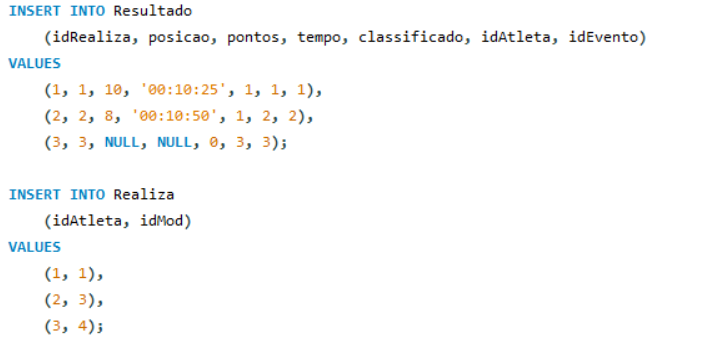 INSERT INTO Resultado
(idRealiza, posicao, pontos, tempo, classificado, idAtleta, idEvento)
VALUES
(1, 1, 10, '00:10:25', 1, 1, 1),
(2, 2, 8, '00:10:50', 1, 2, 2),
(3, 3, NULL, NULL, 0, 3, 3);
INSERT INTO Realiza
(idAtleta, idMod)
VALUES
(1, 1),
(2, 3),
(3, 4);